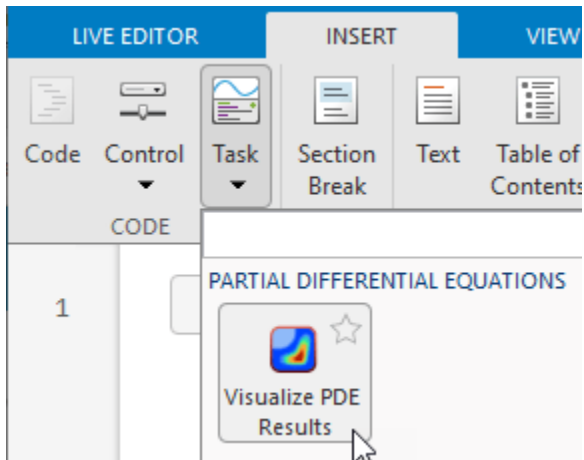 LIVE EDITOR INSERT VIEW
Code Control Task Section Break Text Table of Contents
CODE
PARTIAL DIFFERENTIAL EQUATIONS
1
Visualize PDE
Results